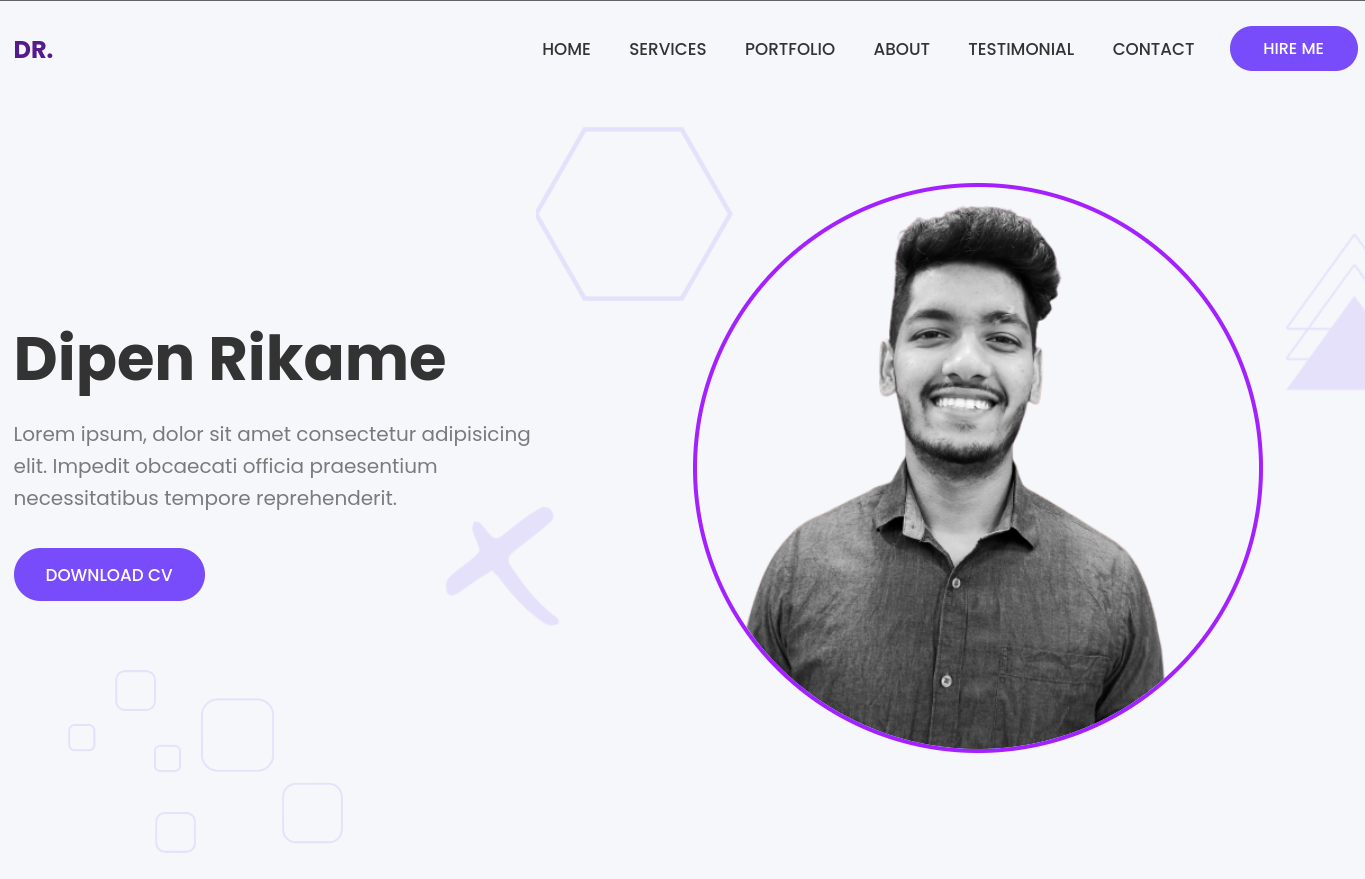 DR.
HOME SERVICES PORTFOLIO ABOUT TESTIMONIAL CONTACT HIRE ME
Dipen Rikame
Lorem ipsum, dolor sit amet consectetur adipisicing
elit. Impedit obcaecati officia praesentium
necessitatibus tempore reprehenderit.
DOWNLOAD CV